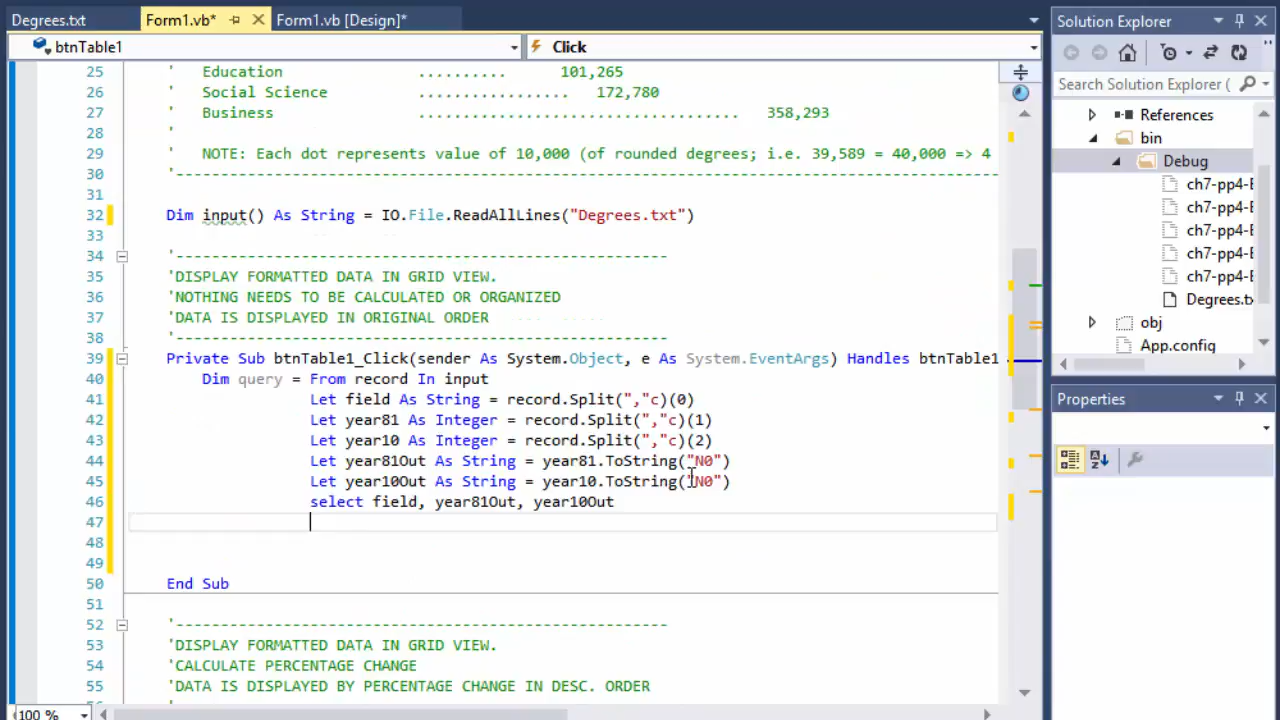 Degrees.txt Form1.vb* Form1.vb [Design]* Solution Explorer
btnTable1 Click
Search Solution Explorer (
25 ' Education .......... 101,265
26 ' Social Science ................. 172,780
27 ' Business .................................... 358,293
28 '
29 ' NOTE: Each dot represents value of 10,000 (of rounded degrees; i.e. 39,589 = 40,000 => 4
30 '--------------------------------------------------------------------------------------------
31
32 Dim input() As String = IO.File.ReadAllLines("Degrees.txt")
33
34 '-------------------------------------------------------
35 'DISPLAY FORMATTED DATA IN GRID VIEW.
36 'NOTHING NEEDS TO BE CALCULATED OR ORGANIZED
37 'DATA IS DISPLAYED IN ORIGINAL ORDER
38 '-------------------------------------------------------
39 Private Sub btnTable1_Click(sender As System.Object, e As System.EventArgs) Handles btnTable1
40 Dim query = From record In input
41 Let field As String = record.Split(","c)(0)
42 Let year81 As Integer = record.Split(","c)(1)
43 Let year10 As Integer = record.Split(","c)(2)
44 Let year81Out As String = year81.ToString("N0")
45 Let year10Out As String = year10.ToString("N0")
46 select field, year81Out, year10Out
47
48
49
50 End Sub
51
52 '-------------------------------------------------------
53 'DISPLAY FORMATTED DATA IN GRID VIEW.
54 'CALCULATE PERCENTAGE CHANGE
55 'DATA IS DISPLAYED BY PERCENTAGE CHANGE IN DESC. ORDER
100 %
References
bin
Debug
ch7-pp4-E
ch7-pp4-E
ch7-pp4-E
ch7-pp4-E
ch7-pp4-E
Degrees.tx
obj
App.config
Properties